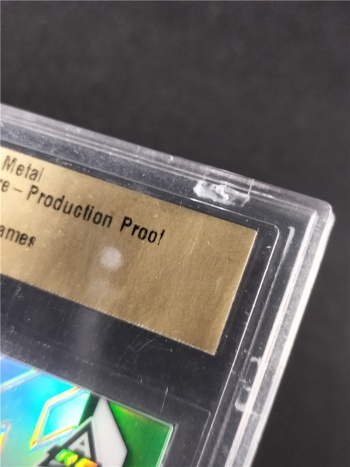 Metal
re – Production Proof
ames